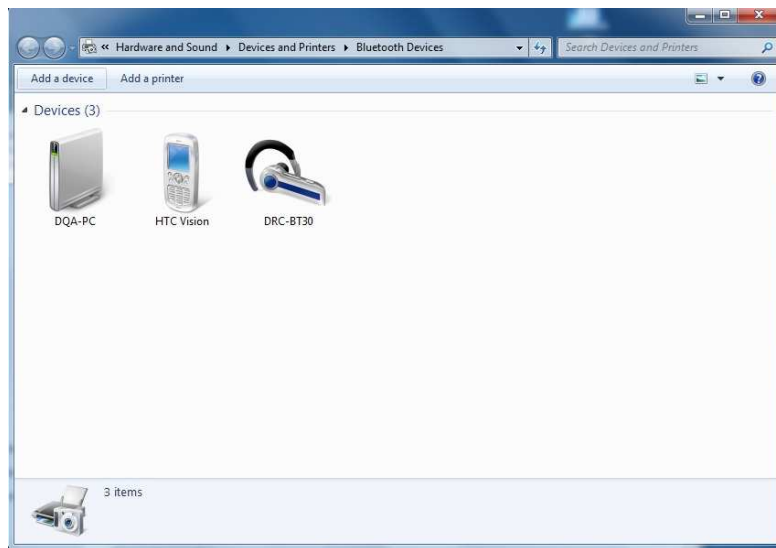 « Hardware and Sound ▸ Devices and Printers ▸ Bluetooth Devices
Search Devices and Printers
Add a device Add a printer
Devices (3)
DQA-PC HTC Vision DRC-BT30
3 items